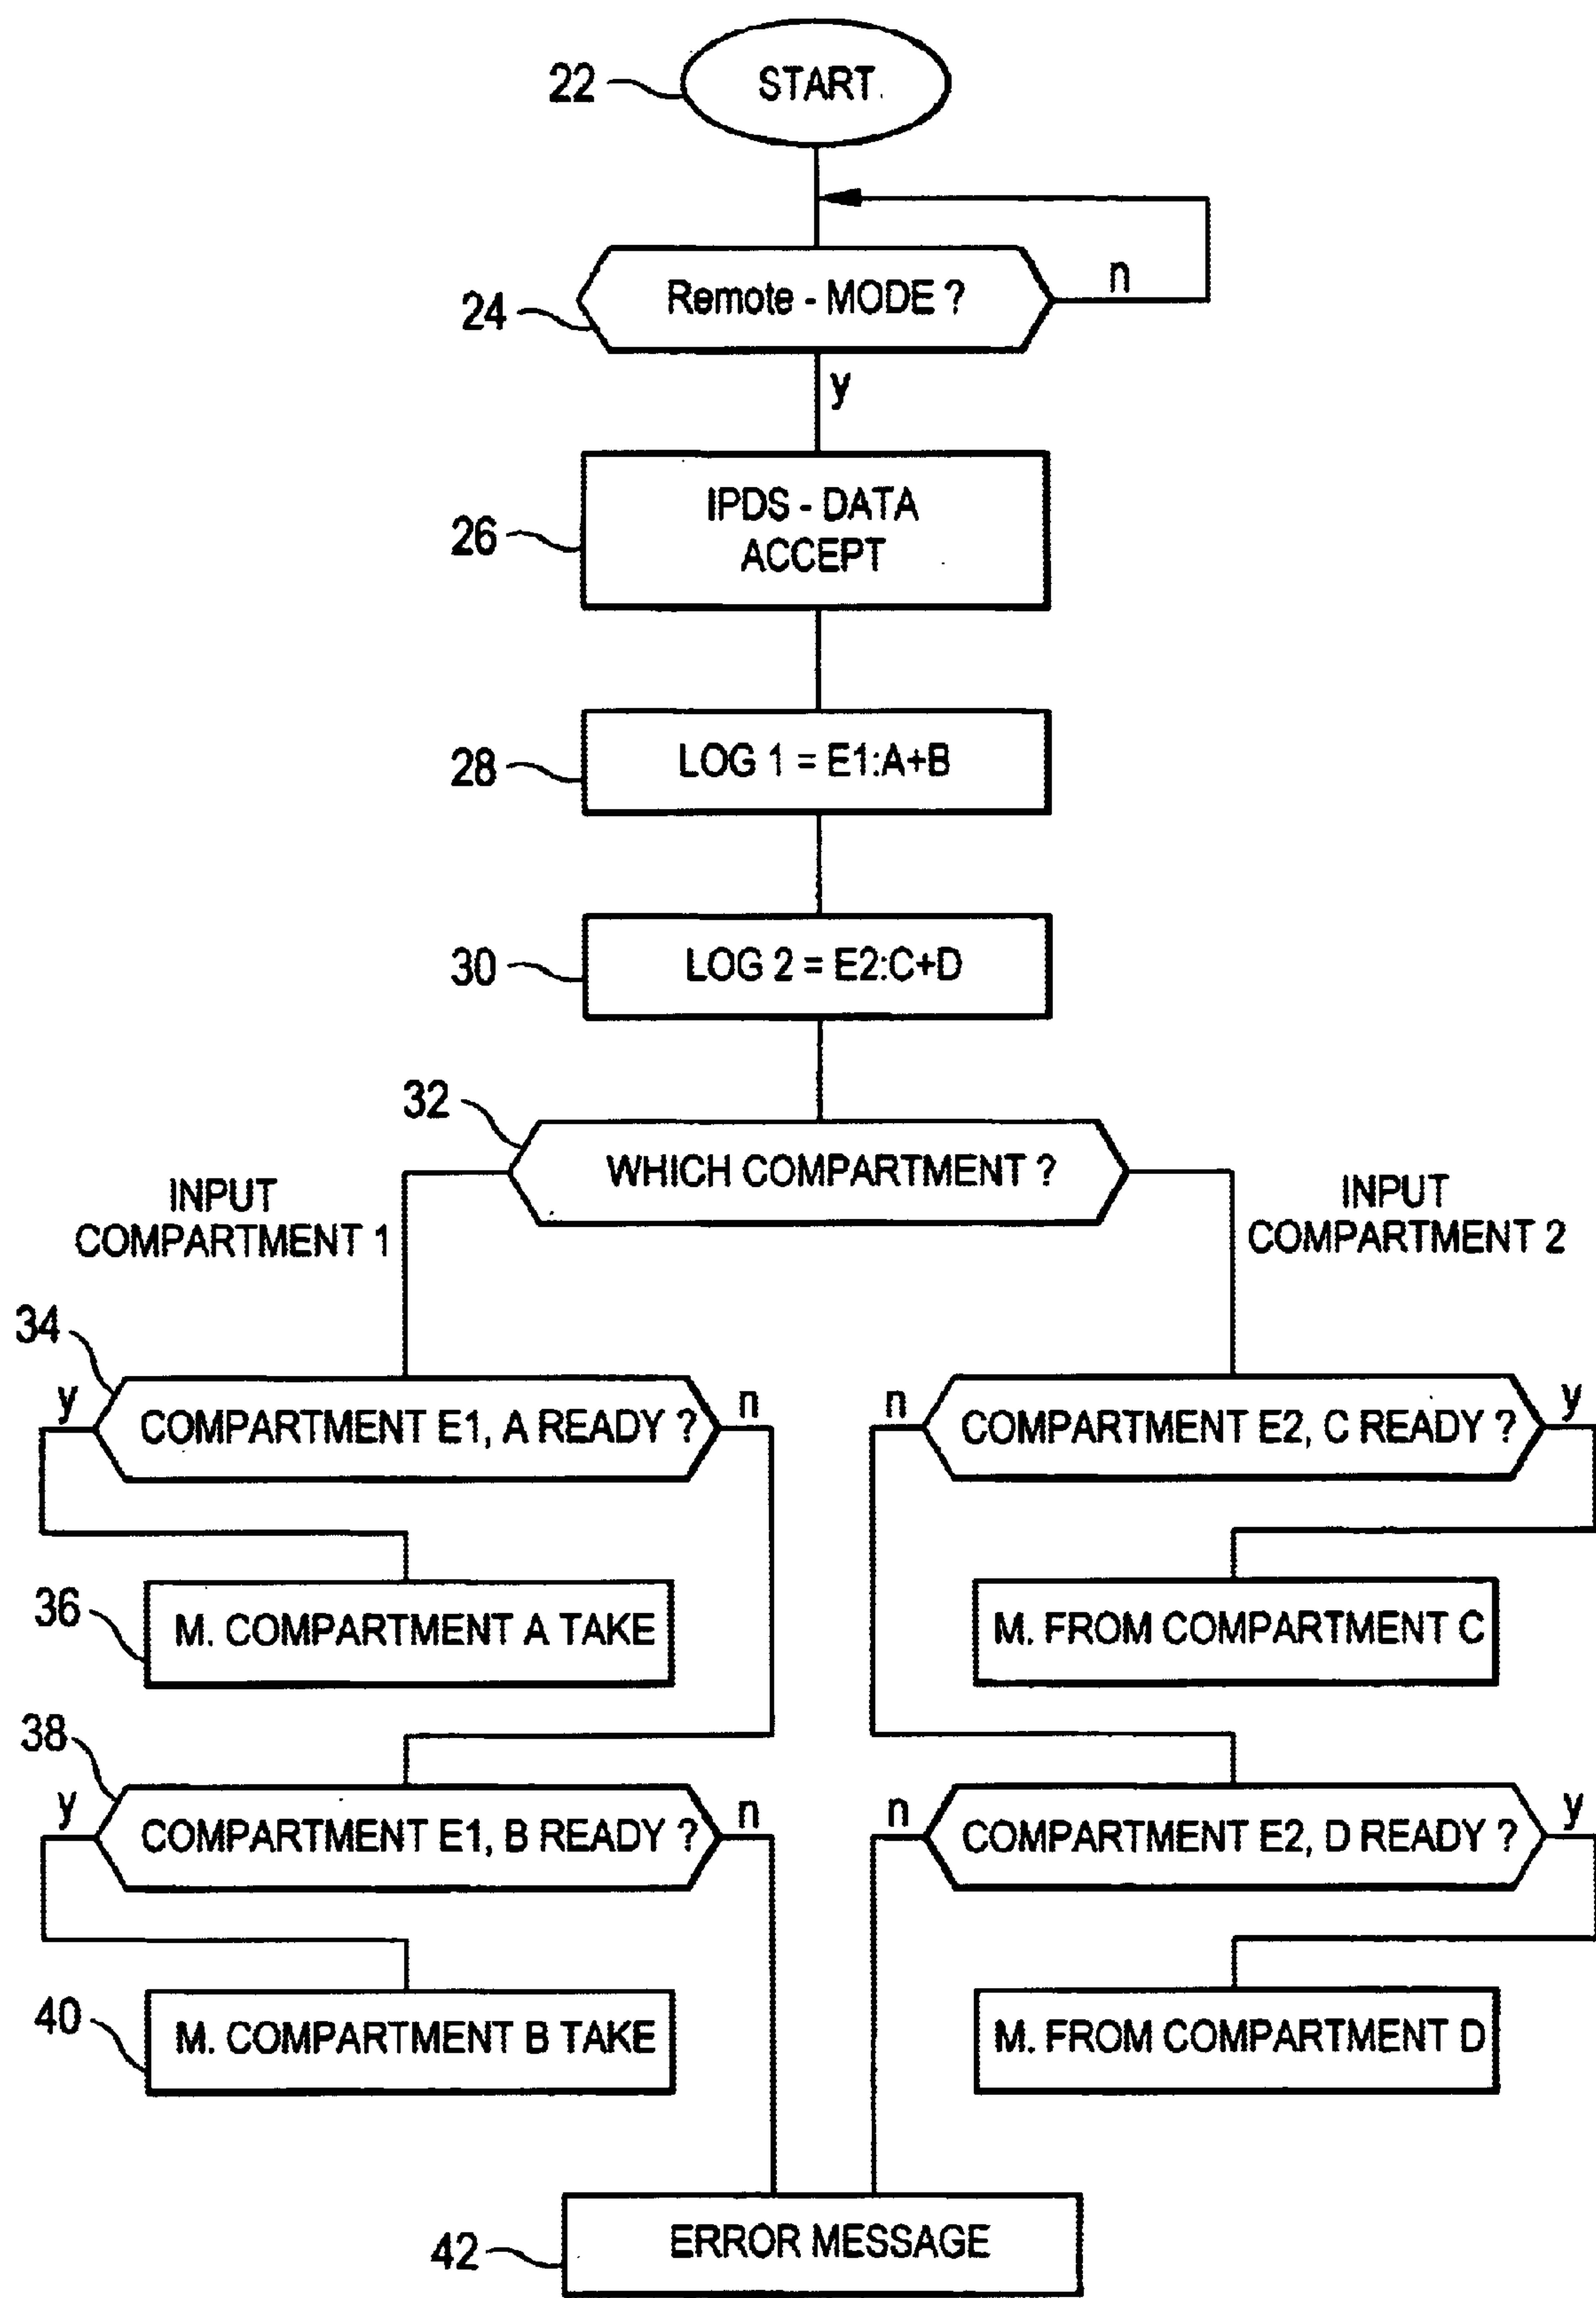 22
START
Remote - MODE ?
n
24
y
IPDS - DATA
ACCEPT
26
LOG 1 = E1:A+B
28
LOG 2 = E2:C+D
30
32
WHICH COMPARTMENT ?
INPUT
COMPARTMENT 1
INPUT
COMPARTMENT 2
34
y
COMPARTMENT E1, A READY ?
n
n
COMPARTMENT E2, C READY ?
y
36
M. COMPARTMENT A TAKE
M. FROM COMPARTMENT C
38
y
COMPARTMENT E1, B READY ?
n
n
COMPARTMENT E2, D READY ?
y
40
M. COMPARTMENT B TAKE
M. FROM COMPARTMENT D
42
ERROR MESSAGE